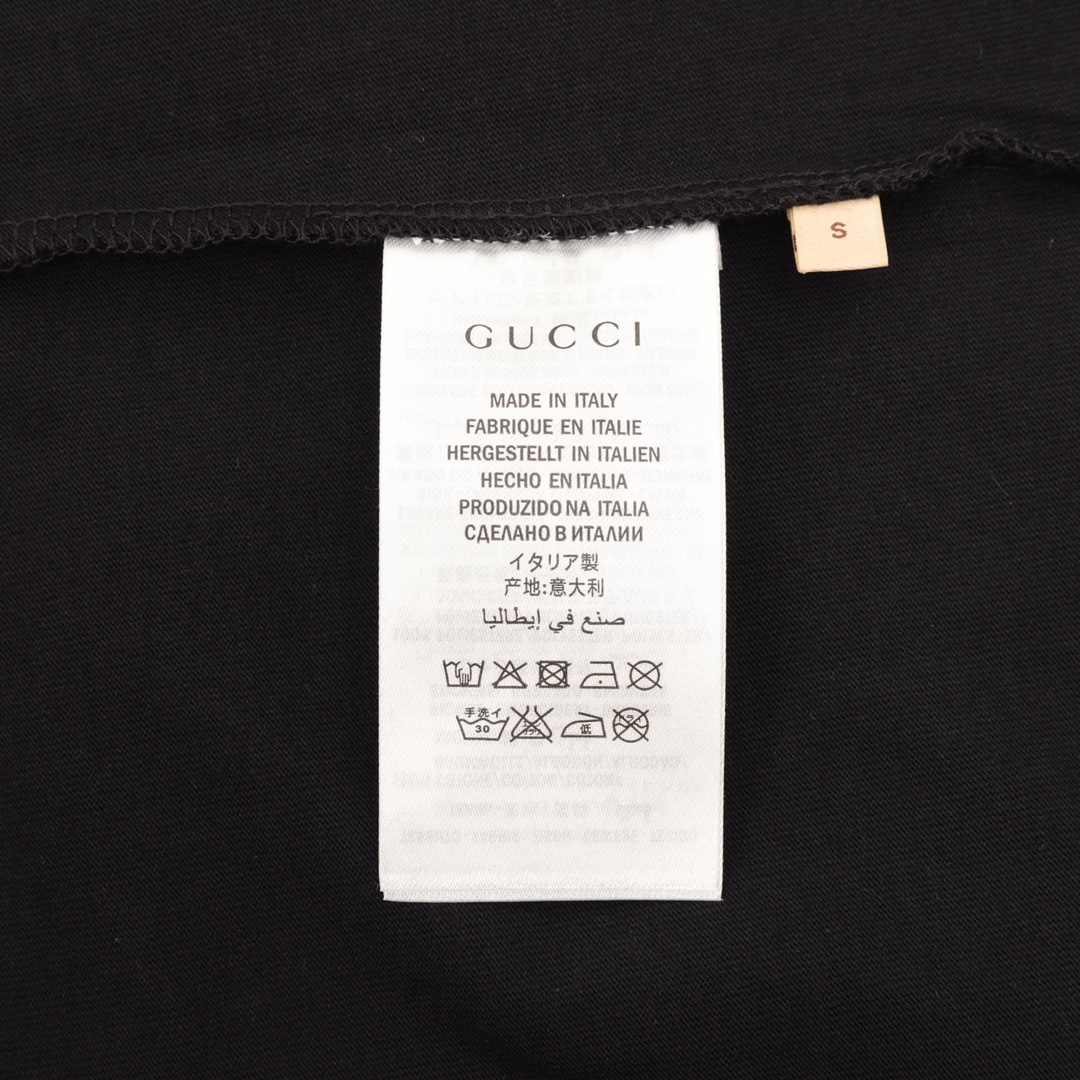 S
GUCCI
MADE IN ITALY
FABRIQUE EN ITALIE
HERGESTELLT IN ITALIEN
HECHO EN ITALIA
PRODUZIDO NA ITALIA
СДЕЛАНО В ИТАЛИИ
イタリア製
产地:意大利
صنع في إيطاليا
手洗イ 30 低